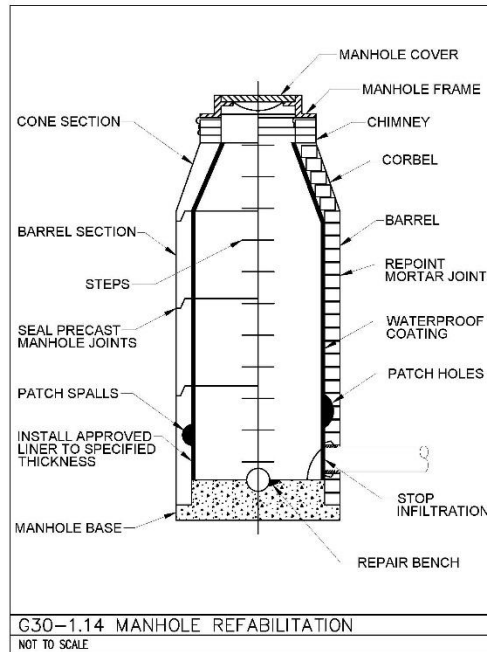 MANHOLE COVER
MANHOLE FRAME
CONE SECTION
CHIMNEY
CORBEL
BARREL SECTION
BARREL
REPOINT
MORTAR JOINT
STEPS
WATERPROOF
COATING
SEAL PRECAST
MANHOLE JOINTS
PATCH HOLES
PATCH SPALLS
INSTALL APPROVED
LINER TO SPECIFIED
THICKNESS
STOP
INFILTRATION
MANHOLE BASE
REPAIR BENCH
G30-1.14 MANHOLE REFABILITATION
NOT TO SCALE